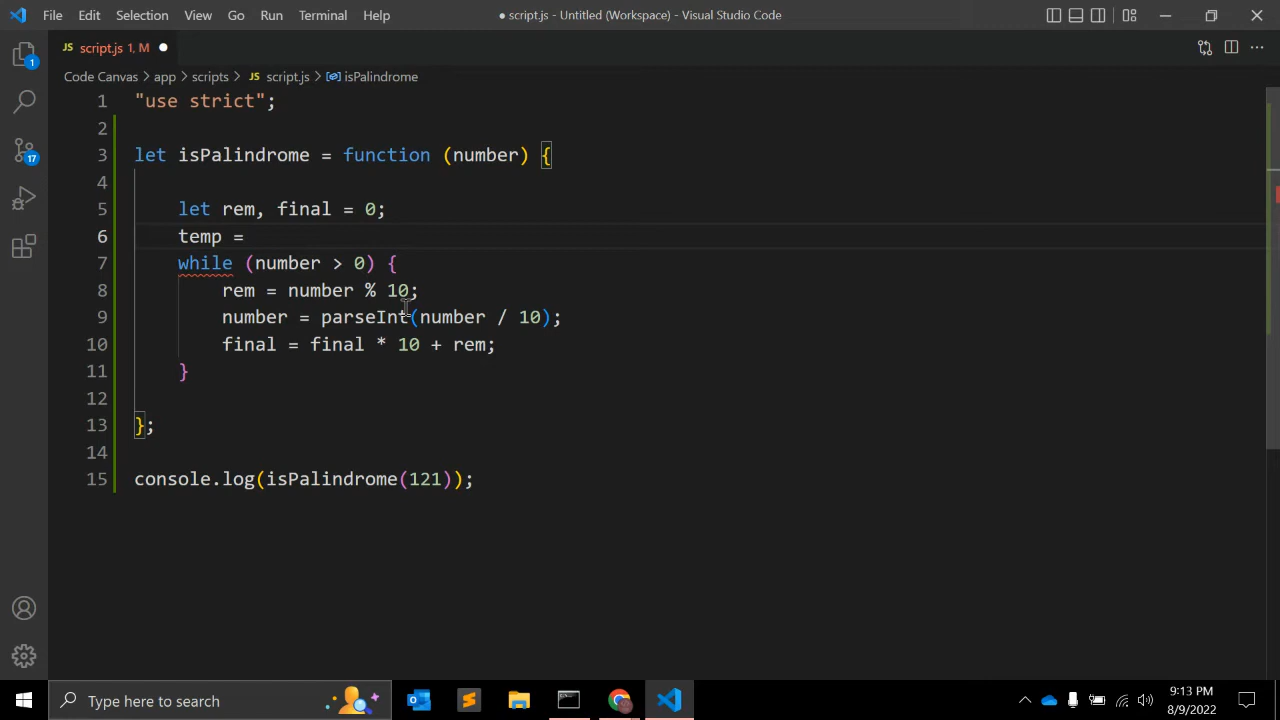 File Edit Selection View Go Run Terminal Help
● script.js - Untitled (Workspace) - Visual Studio Code
JS script.js 1, M ●
1
Code Canvas > app > scripts > JS script.js > isPalindrome
1 "use strict";
2
3 let isPalindrome = function (number) {
4
5 let rem, final = 0;
6 temp =
7 while (number > 0) {
8 rem = number % 10;
9 number = parseInt(number / 10);
10 final = final * 10 + rem;
11 }
12
13 };
14
15 console.log(isPalindrome(121));
17
Type here to search
9:13 PM
8/9/2022